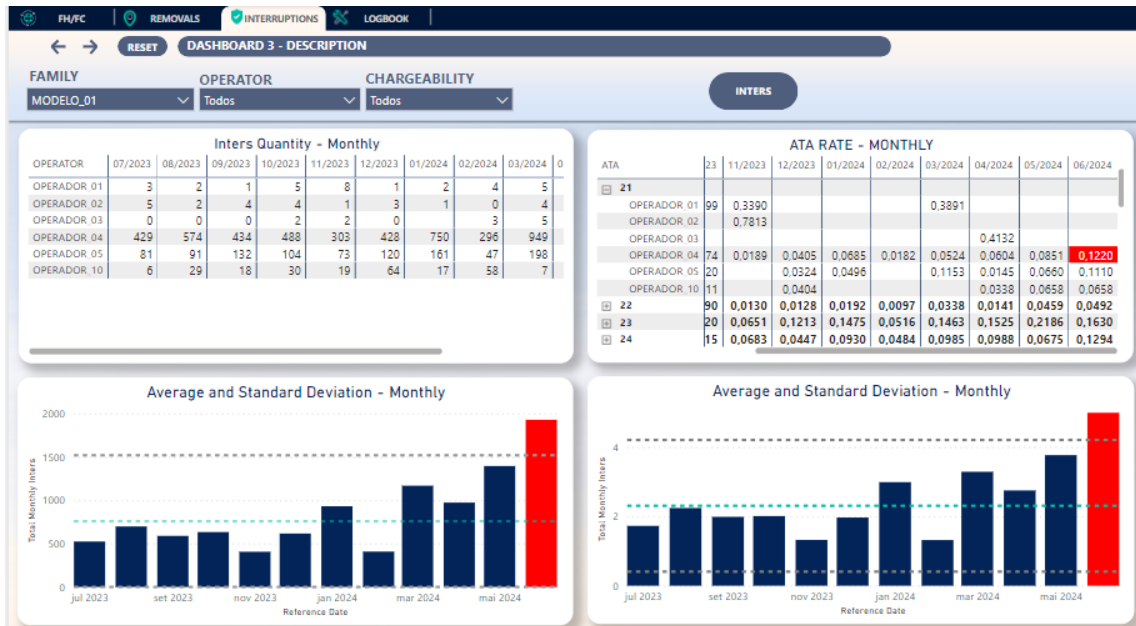 FH/FC REMOVALS INTERRUPTIONS LOGBOOK
RESET DASHBOARD 3 - DESCRIPTION
FAMILY OPERATOR CHARGEABILITY
MODELO_01 Todos Todos INTERS
Inters Quantity - Monthly
OPERATOR 07/2023 08/2023 09/2023 10/2023 11/2023 12/2023 01/2024 02/2024 03/2024 0
OPERADOR 01 3 2 1 5 8 1 2 4 5
OPERADOR 02 5 2 4 4 1 3 1 0 4
OPERADOR 03 0 0 0 2 2 0 3 5
OPERADOR 04 429 574 434 488 303 428 750 296 949
OPERADOR 05 81 91 132 104 73 120 161 47 198
OPERADOR 10 6 29 18 30 19 64 17 58 7
ATA RATE - MONTHLY
ATA 23 11/2023 12/2023 01/2024 02/2024 03/2024 04/2024 05/2024 06/2024
21
OPERADOR 01 99 0,3390 0,3891
OPERADOR 02 0,7813
OPERADOR 03 0,4132
OPERADOR 04 74 0,0189 0,0405 0,0685 0,0182 0,0524 0,0604 0,0851 0,1220
OPERADOR 05 20 0,0324 0,0496 0,1153 0,0145 0,0660 0,1110
OPERADOR 10 11 0,0404 0,0338 0,0658 0,0658
22 90 0,0130 0,0128 0,0192 0,0097 0,0338 0,0141 0,0459 0,0492
23 20 0,0651 0,1213 0,1475 0,0516 0,1463 0,1525 0,2186 0,1630
24 15 0,0683 0,0447 0,0930 0,0484 0,0985 0,0988 0,0675 0,1294
Average and Standard Deviation - Monthly
Total Monthly Inters
2000
1500
1000
500
0
jul 2023 set 2023 nov 2023 jan 2024 mar 2024 mai 2024
Reference Date
Average and Standard Deviation - Monthly
Total Monthly Inters
4
2
0
jul 2023 set 2023 nov 2023 jan 2024 mar 2024 mai 2024
Reference Date